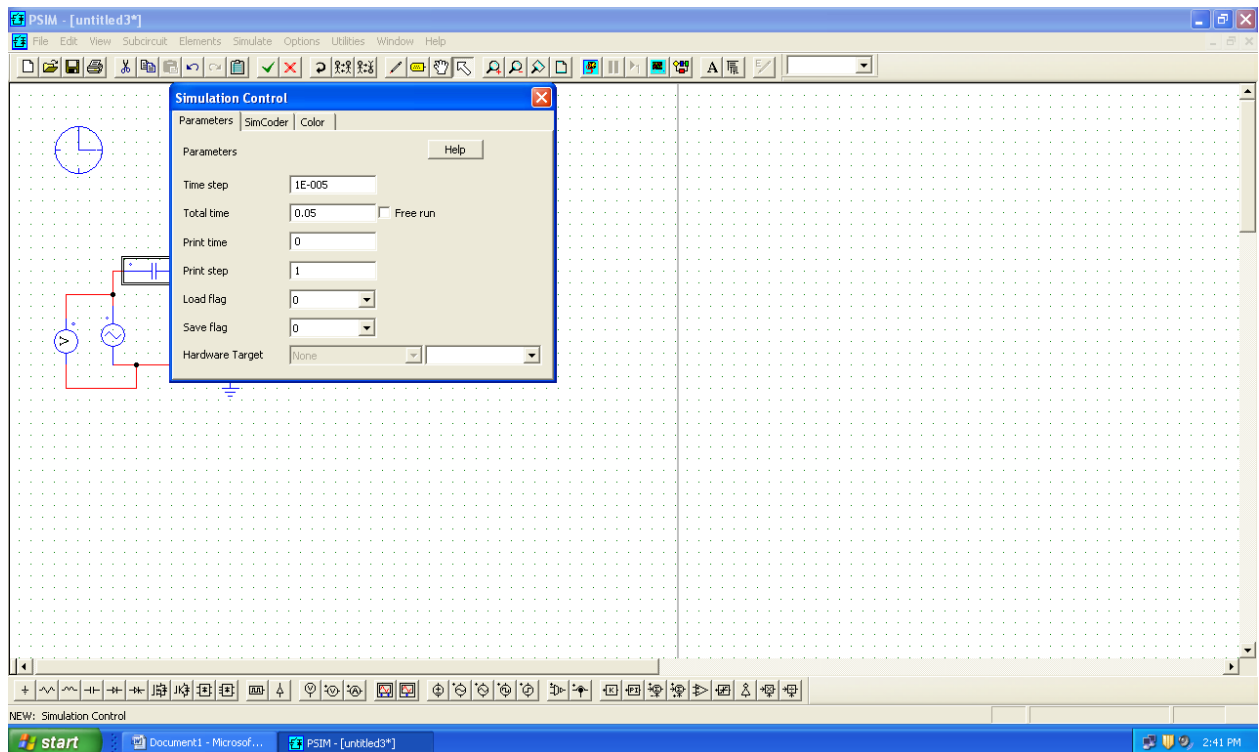 PSIM - [untitled3*]
File Edit View Subcircuit Elements Simulate Options Utilities Window Help
Simulation Control
Parameters SimCoder Color
Parameters Help
Time step 1E-005
Total time 0.05 Free run
Print time 0
Print step 1
Load flag 0
Save flag 0
Hardware Target None
V
NEW: Simulation Control
start Document1 - Microsof... PSIM - [untitled3*] 2:41 PM